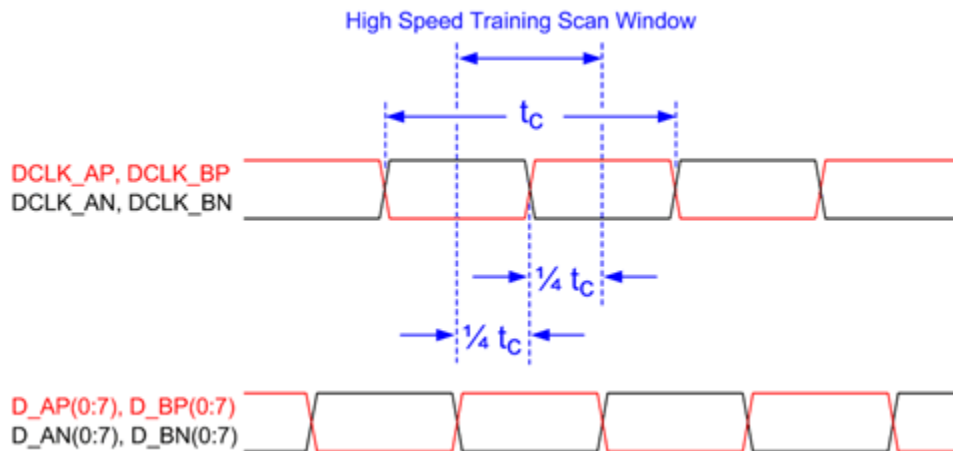 High Speed Training Scan Window
tC
DCLK_AP, DCLK_BP
DCLK_AN, DCLK_BN
¼ tC
¼ tC
D_AP(0:7), D_BP(0:7)
D_AN(0:7), D_BN(0:7)